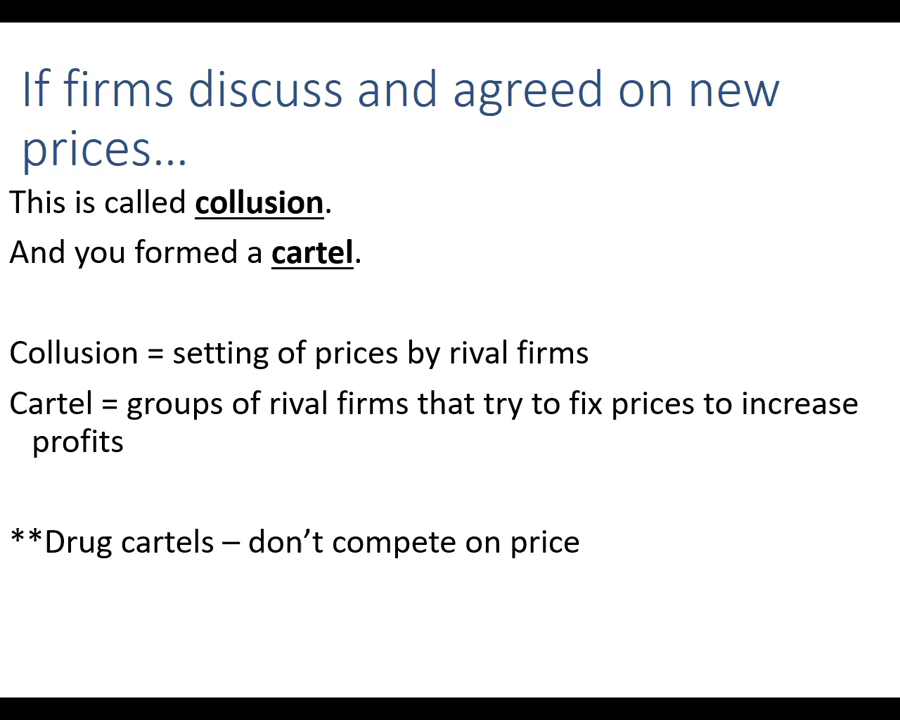 If firms discuss and agreed on new
prices…
This is called collusion.
And you formed a cartel.
Collusion = setting of prices by rival firms
Cartel = groups of rival firms that try to fix prices to increase
profits
**Drug cartels – don’t compete on price